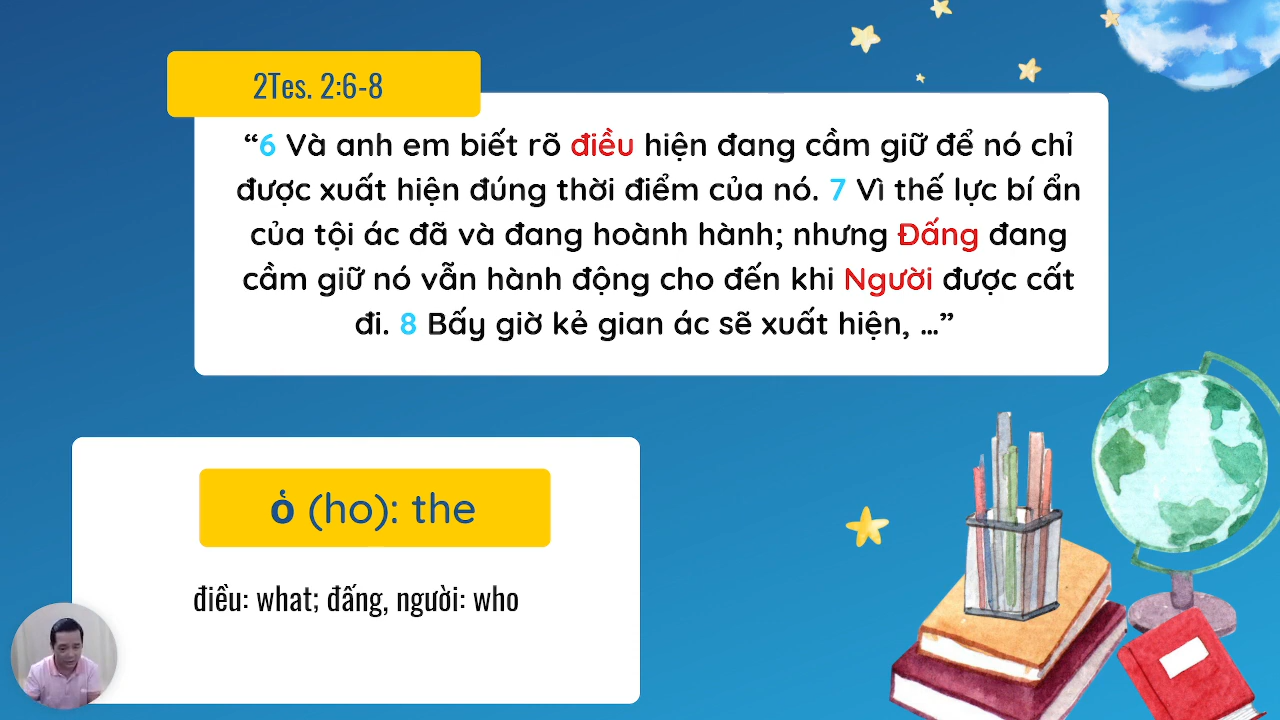 2Tes. 2:6-8
“6 Và anh em biết rõ điều hiện đang cầm giữ để nó chỉ
được xuất hiện đúng thời điểm của nó. 7 Vì thế lực bí ẩn
của tội ác đã và đang hoành hành; nhưng Đấng đang
cầm giữ nó vẫn hành động cho đến khi Người được cất
đi. 8 Bấy giờ kẻ gian ác sẽ xuất hiện, ...”
ὁ (ho): the
điều: what; đấng, người: who